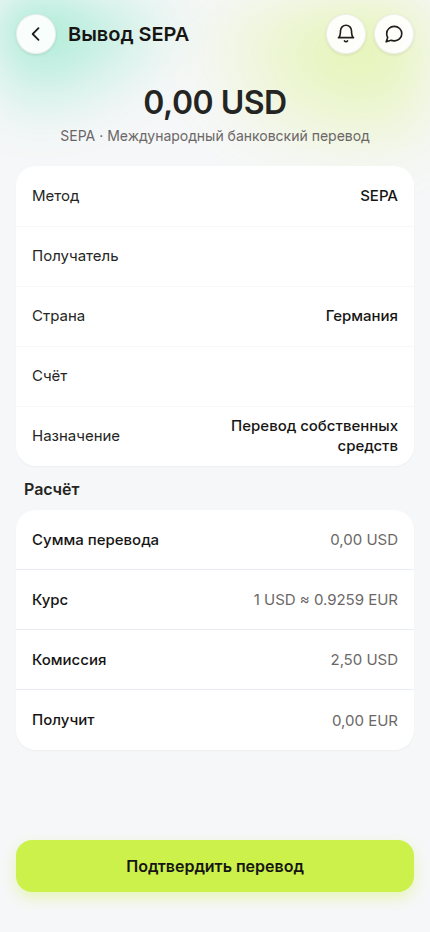 Вывод SEPA
0,00 USD
SEPA · Международный банковский перевод
Метод SEPA
Получатель
Страна Германия
Счёт
Назначение Перевод собственных
средств
Расчёт
Сумма перевода 0,00 USD
Курс 1 USD ≈ 0.9259 EUR
Комиссия 2,50 USD
Получит 0,00 EUR
Подтвердить перевод